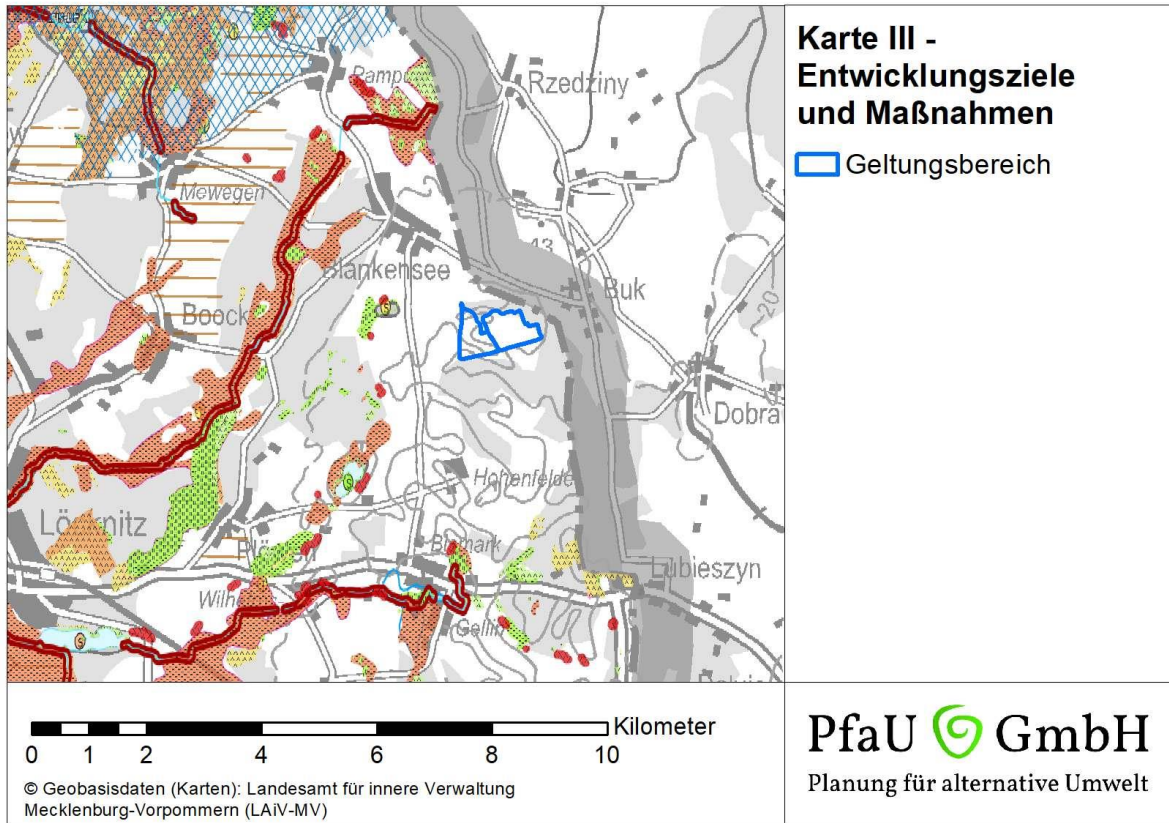 Rzedziny
Mewegen
43
Blankensee
Buk
Boock
20
Dobra
Hohenfelde
Bismark
Lubieszyn
Gellin
Karte III -
Entwicklungsziele
und Maßnahmen
Geltungsbereich
Kilometer
0 1 2 4 6 8 10
© Geobasisdaten (Karten): Landesamt für innere Verwaltung
Mecklenburg-Vorpommern (LAiV-MV)
PfaU GmbH
Planung für alternative Umwelt